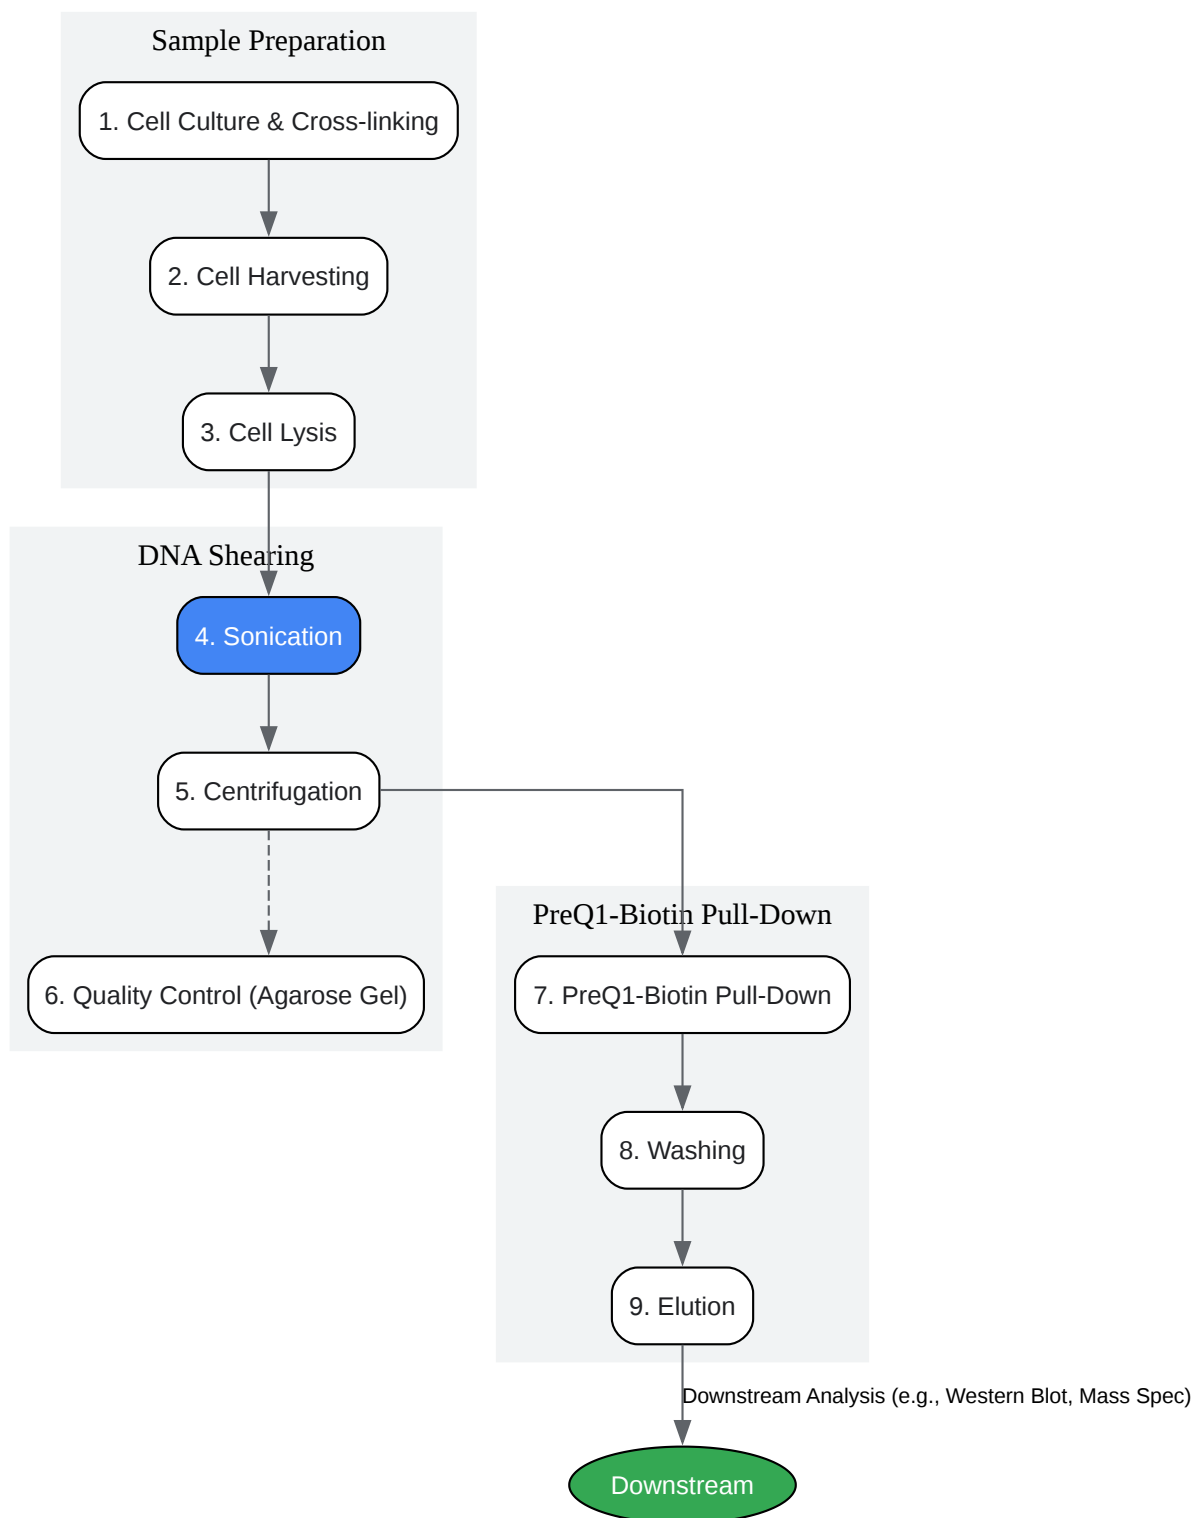 Sample Preparation
1. Cell Culture & Cross-linking
2. Cell Harvesting
3. Cell Lysis
DNA Shearing
4. Sonication
5. Centrifugation
6. Quality Control (Agarose Gel)
PreQ1-Biotin Pull-Down
7. PreQ1-Biotin Pull-Down
8. Washing
9. Elution
Downstream Analysis (e.g., Western Blot, Mass Spec)
Downstream